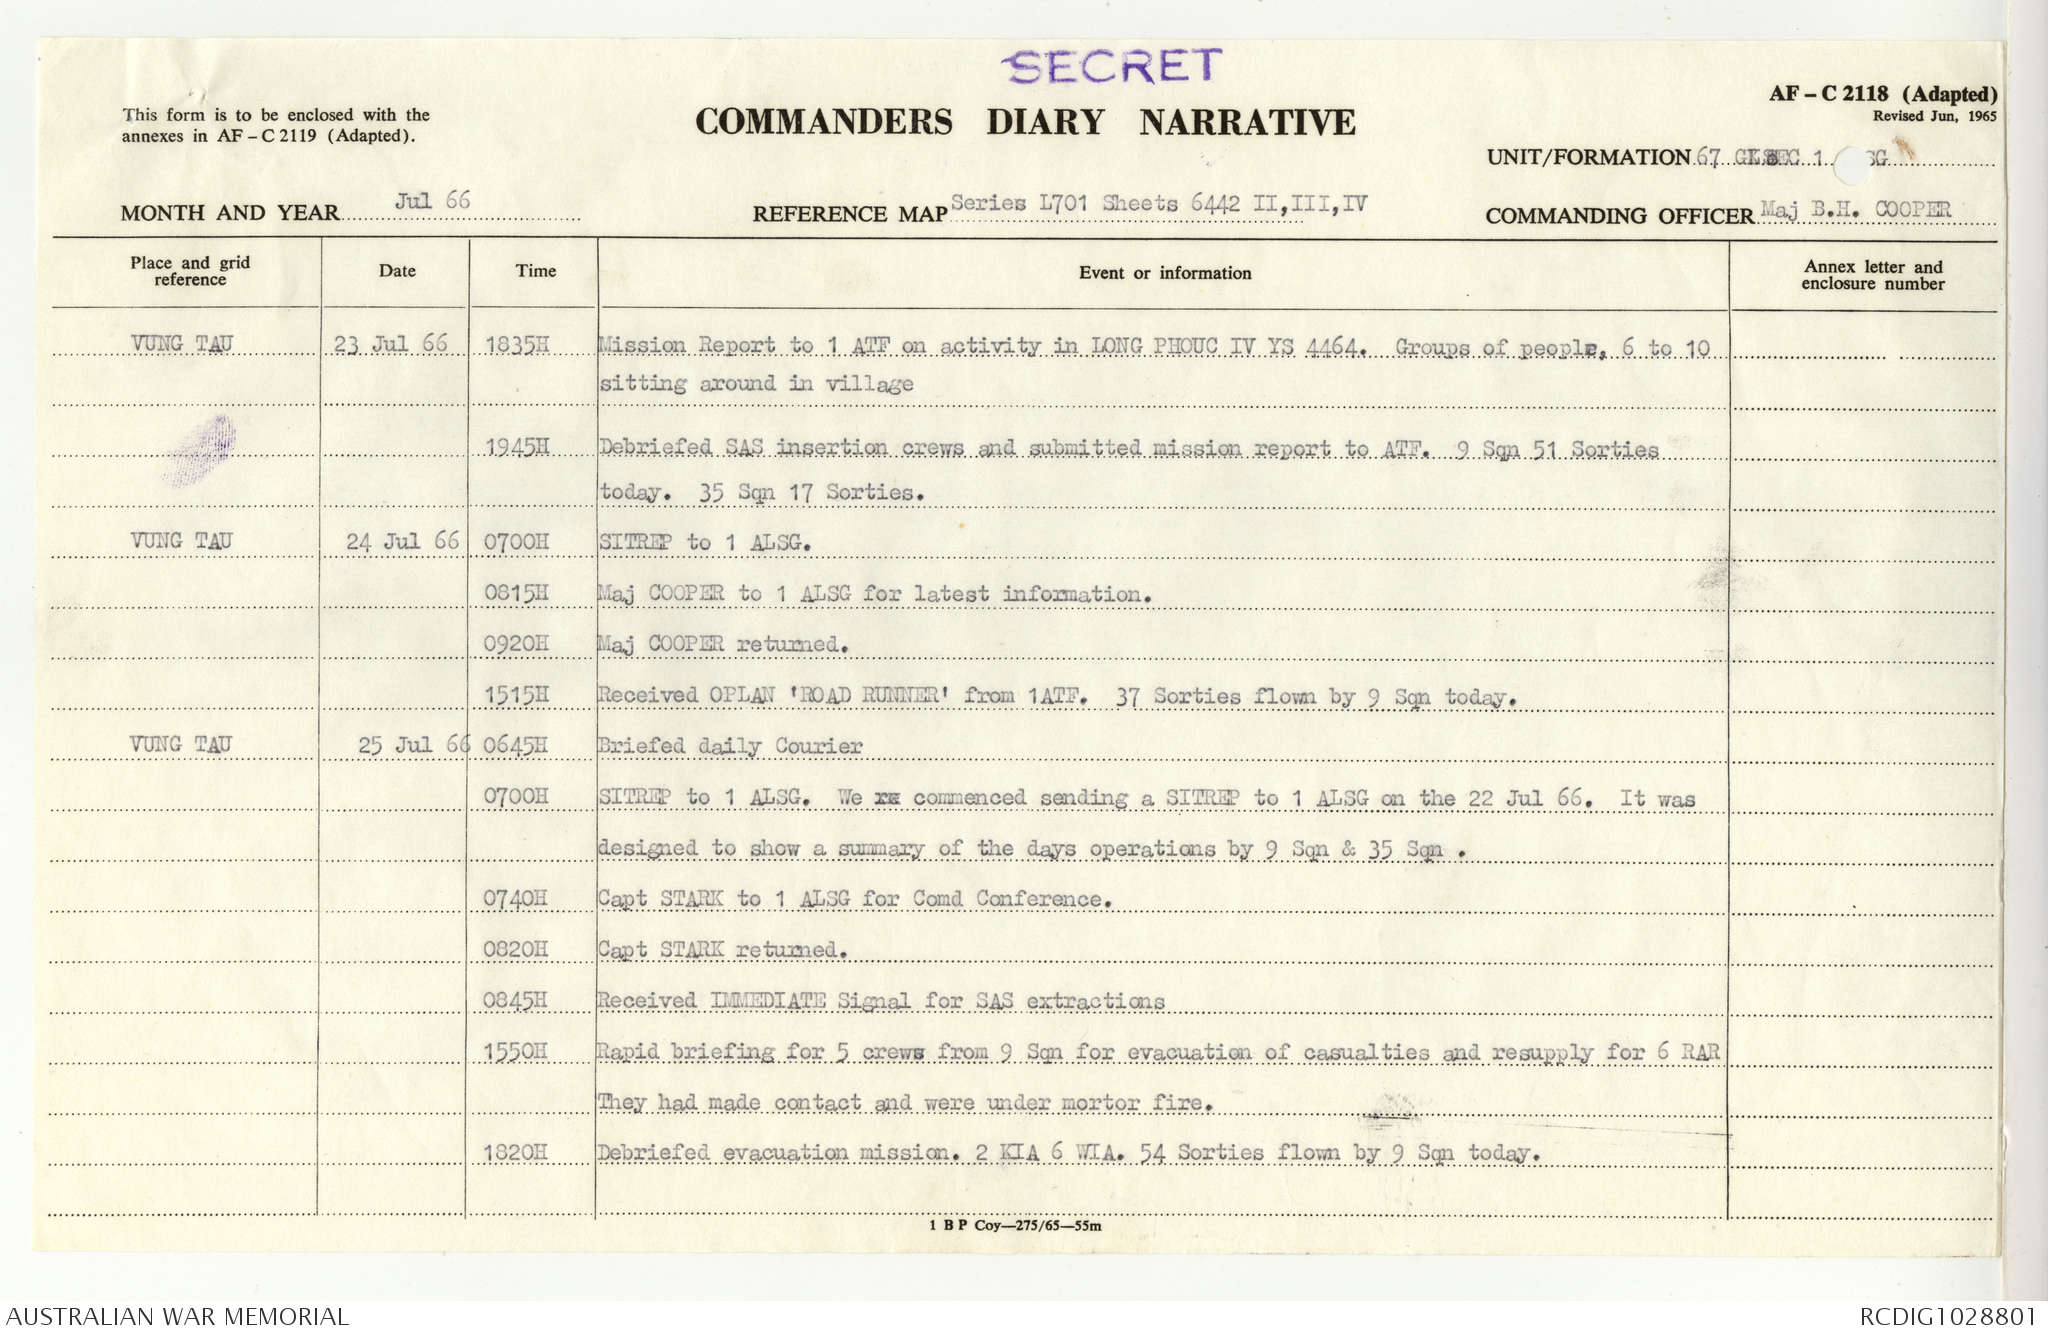 SECRET
This form is to be enclosed with the
annexes in AF – C 2119 (Adapted).
COMMANDERS DIARY NARRATIVE
AF – C 2118 (Adapted)
Revised Jun, 1965
UNIT/FORMATION 67 SEC 1 SG
MONTH AND YEAR Jul 66
REFERENCE MAP Series L701 Sheets 6442 II,III,IV
COMMANDING OFFICER Maj B.H. COOPER
Place and grid reference Date Time Event or information Annex letter and enclosure number
VUNG TAU 23 Jul 66 1835H Mission Report to 1 ATF on activity in LONG PHOUC IV YS 4464. Groups of people, 6 to 10
sitting around in village
1945H Debriefed SAS insertion crews and submitted mission report to ATF. 9 Sqn 51 Sorties
today. 35 Sqn 17 Sorties.
VUNG TAU 24 Jul 66 0700H SITREP to 1 ALSG.
0815H Maj COOPER to 1 ALSG for latest information.
0920H Maj COOPER returned.
1515H Received OPLAN 'ROAD RUNNER' from 1ATF. 37 Sorties flown by 9 Sqn today.
VUNG TAU 25 Jul 66 0645H Briefed daily Courier
0700H SITREP to 1 ALSG. We commenced sending a SITREP to 1 ALSG on the 22 Jul 66. It was
designed to show a summary of the days operations by 9 Sqn & 35 Sqn .
0740H Capt STARK to 1 ALSG for Comd Conference.
0820H Capt STARK returned.
0845H Received IMMEDIATE Signal for SAS extractions
1550H Rapid briefing for 5 crews from 9 Sqn for evacuation of casualties and resupply for 6 RAR
They had made contact and were under mortor fire.
1820H Debriefed evacuation mission. 2 KIA 6 WIA. 54 Sorties flown by 9 Sqn today.
1 B P Coy—275/65—55m
AUSTRALIAN WAR MEMORIAL
RCDIG1028801